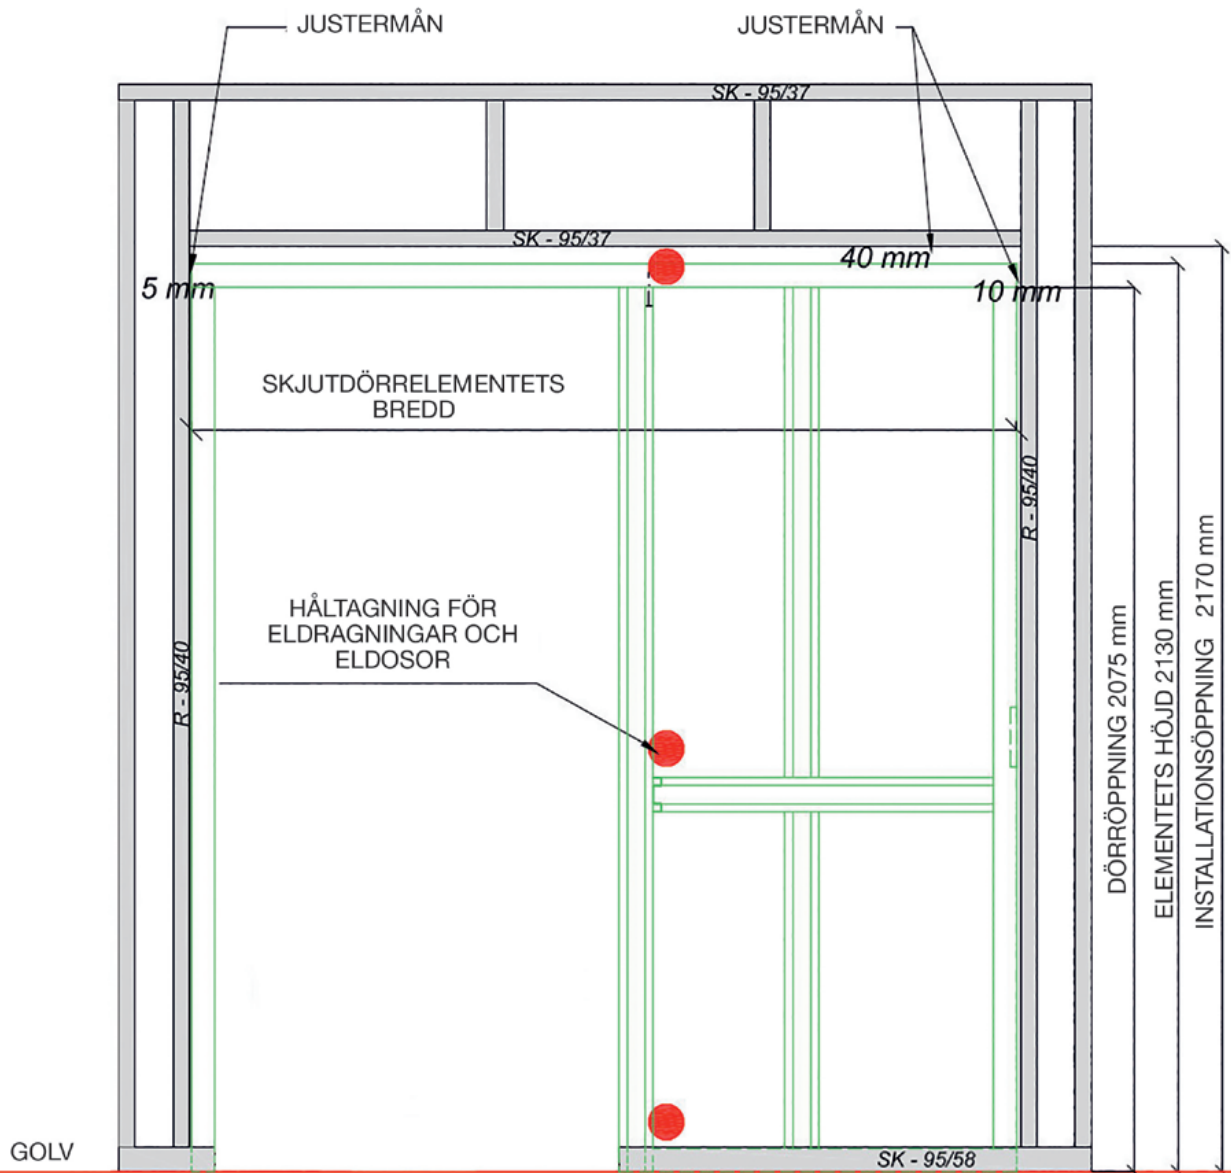 JUSTERMÅN
JUSTERMÅN
SK - 95/37
SK - 95/37
40 mm
5 mm
10 mm
SKJUTDÖRRELEMENTETS
BREDD
R - 95/40
R - 95/40
HÅLTAGNING FÖR
ELDRAGNINGAR OCH
ELDOSOR
DÖRRÖPPNING 2075 mm
ELEMENTETS HÖJD 2130 mm
INSTALLATIONSÖPPNING 2170 mm
GOLV
SK - 95/58